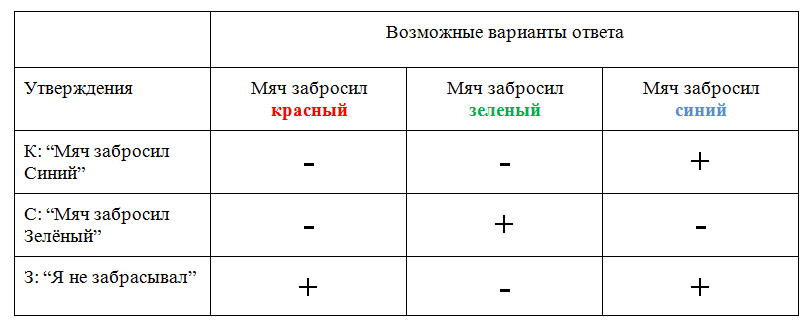 Возможные варианты ответа
Утверждения
Мяч забросил
красный
Мяч забросил
зеленый
Мяч забросил
синий
К: “Мяч забросил
Синий”
-
-
+
С: “Мяч забросил
Зелёный”
-
+
-
З: “Я не забрасывал”
+
-
+